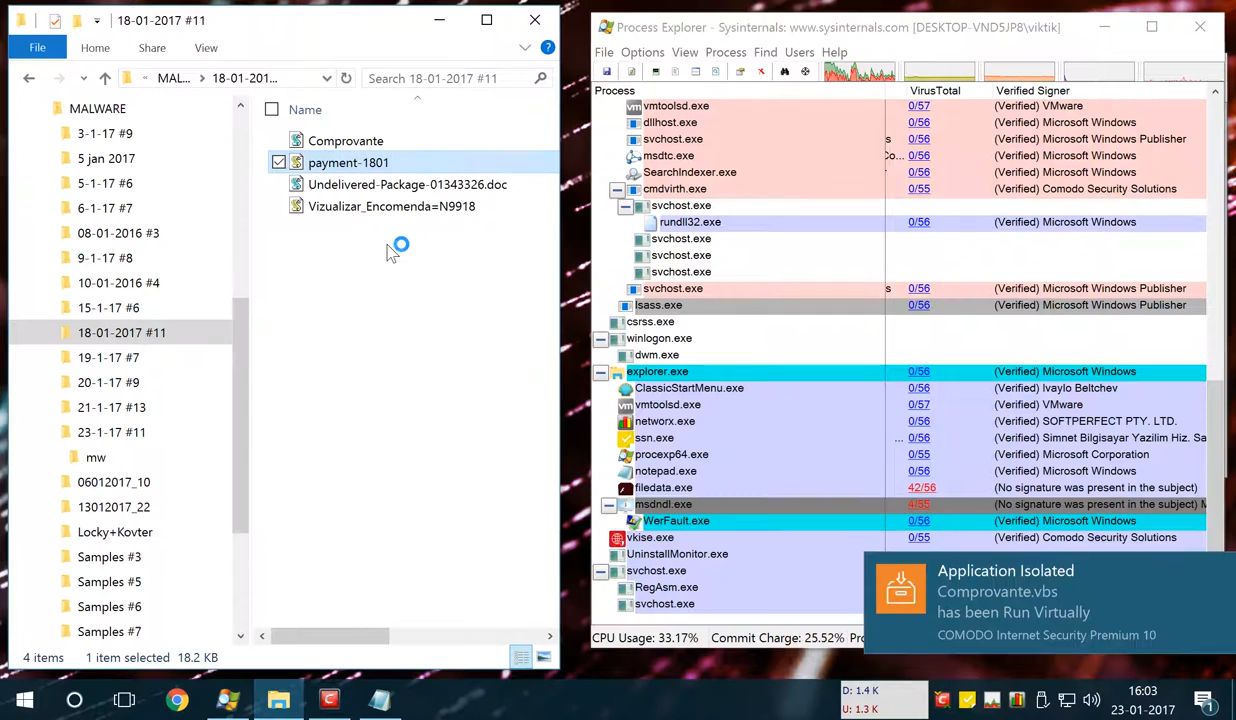 18-01-2017 #11
File
Home
Share
View
MAL...
18-01-201...
Search 18-01-2017 #11
MALWARE
3-1-17 #9
5 jan 2017
5-1-17 #6
6-1-17 #7
08-01-2016 #3
9-1-17 #8
10-01-2016 #4
15-1-17 #6
18-01-2017 #11
19-1-17 #7
20-1-17 #9
21-1-17 #13
23-1-17 #11
mw
06012017_10
13012017_22
Locky+Kovter
Samples #3
Samples #5
Samples #6
Samples #7
Name
Comprovante
payment-1801
Undelivered-Package-01343326.doc
Vizualizar_Encomenda=N9918
4 items 1 item selected 18.2 KB
Process Explorer - Sysinternals: www.sysinternals.com [DESKTOP-VND5JP8\viktik]
File Options View Process Find Users Help
Process VirusTotal Verified Signer
vmtoolsd.exe 0/57 (Verified) VMware
dllhost.exe 0/56 (Verified) Microsoft Windows
svchost.exe s 0/56 (Verified) Microsoft Windows Publisher
msdtc.exe Co... 0/56 (Verified) Microsoft Windows
SearchIndexer.exe 0/56 (Verified) Microsoft Windows
cmdvirth.exe 0/55 (Verified) Comodo Security Solutions
svchost.exe
rundll32.exe 0/56 (Verified) Microsoft Windows
svchost.exe
svchost.exe
svchost.exe
svchost.exe s 0/56 (Verified) Microsoft Windows Publisher
lsass.exe 0/56 (Verified) Microsoft Windows Publisher
csrss.exe
winlogon.exe
dwm.exe
explorer.exe 0/56 (Verified) Microsoft Windows
ClassicStartMenu.exe 0/56 (Verified) Ivaylo Beltchev
vmtoolsd.exe 0/57 (Verified) VMware
networx.exe 0/56 (Verified) SOFTPERFECT PTY. LTD.
ssn.exe ... 0/56 (Verified) Simnet Bilgisayar Yazilim Hiz. Sa
procexp64.exe 0/55 (Verified) Microsoft Corporation
notepad.exe 0/56 (Verified) Microsoft Windows
filedata.exe 42/56 (No signature was present in the subject)
msdndl.exe 4/55 (No signature was present in the subject) M
WerFault.exe 0/56 (Verified) Microsoft Windows
vkise.exe 0/55 (Verified) Comodo Security Solutions
UninstallMonitor.exe
svchost.exe
RegAsm.exe
svchost.exe
CPU Usage: 33.17% Commit Charge: 25.52% Pro
Application Isolated
Comprovante.vbs
has been Run Virtually
COMODO Internet Security Premium 10
D: 1.4 K
U: 1.3 K
16:03
23-01-2017
1